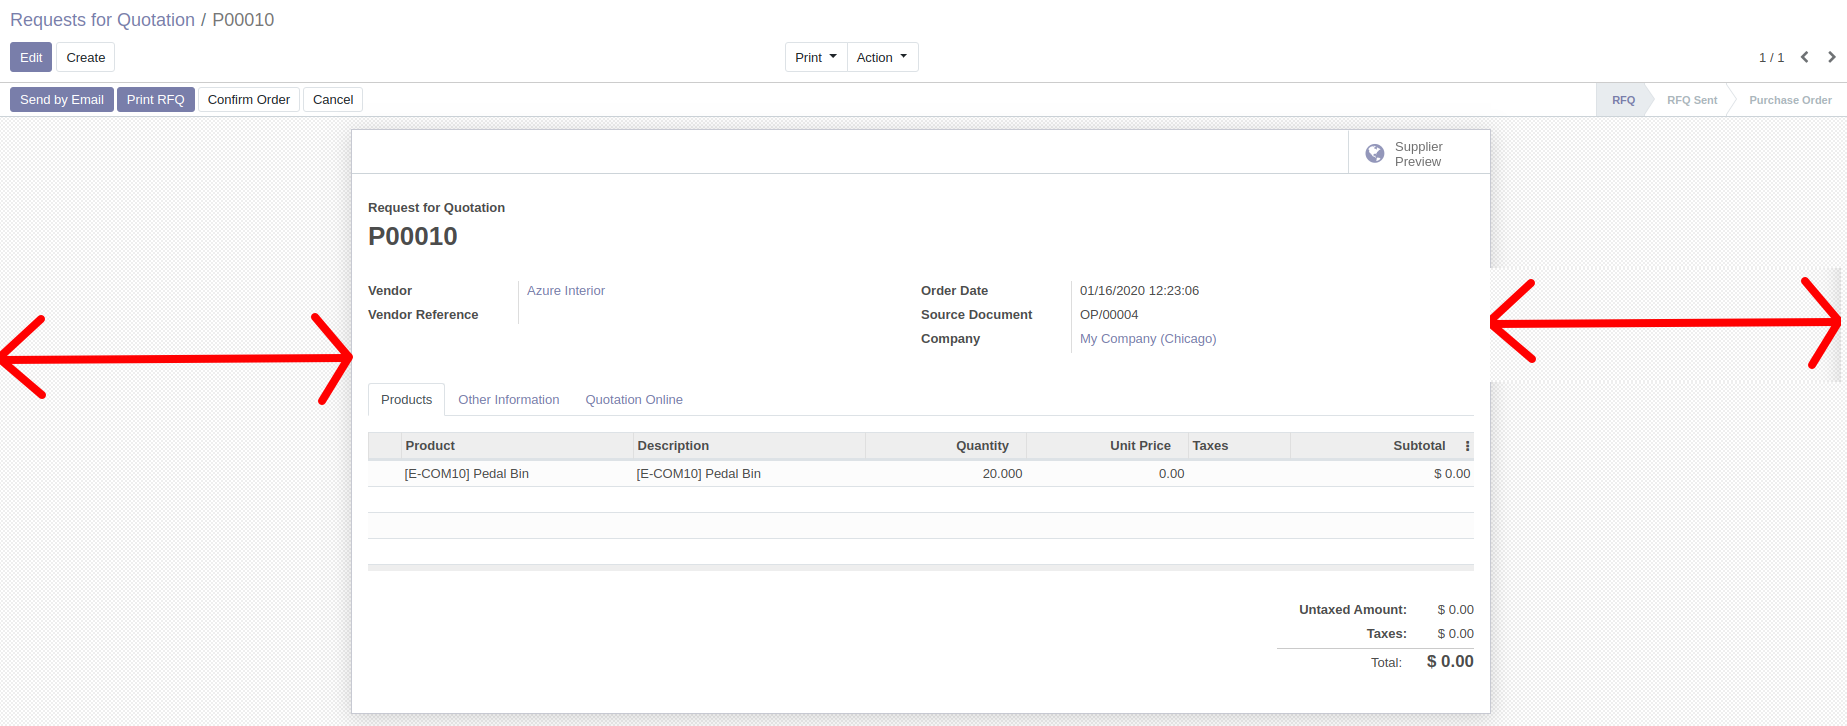 Requests for Quotation / P00010
Edit Create Print Action 1 / 1
Send by Email Print RFQ Confirm Order Cancel RFQ RFQ Sent Purchase Order
Supplier
Preview
Request for Quotation
P00010
Vendor Azure Interior Order Date 01/16/2020 12:23:06
Vendor Reference Source Document OP/00004
Company My Company (Chicago)
Products Other Information Quotation Online
Product Description Quantity Unit Price Taxes Subtotal
[E-COM10] Pedal Bin [E-COM10] Pedal Bin 20.000 0.00 $ 0.00
Untaxed Amount: $ 0.00
Taxes: $ 0.00
Total: $ 0.00